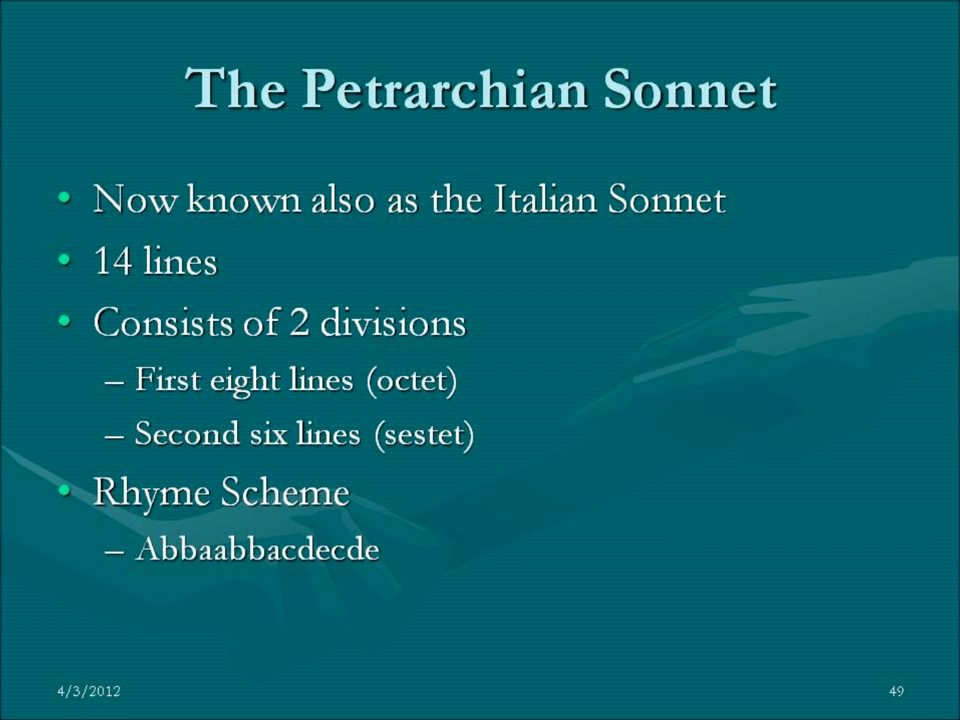 The Petrarchian Sonnet
• Now known also as the Italian Sonnet
• 14 lines
• Consists of 2 divisions
– First eight lines (octet)
– Second six lines (sestet)
• Rhyme Scheme
– Abbaabbacdecde
4/3/2012
49